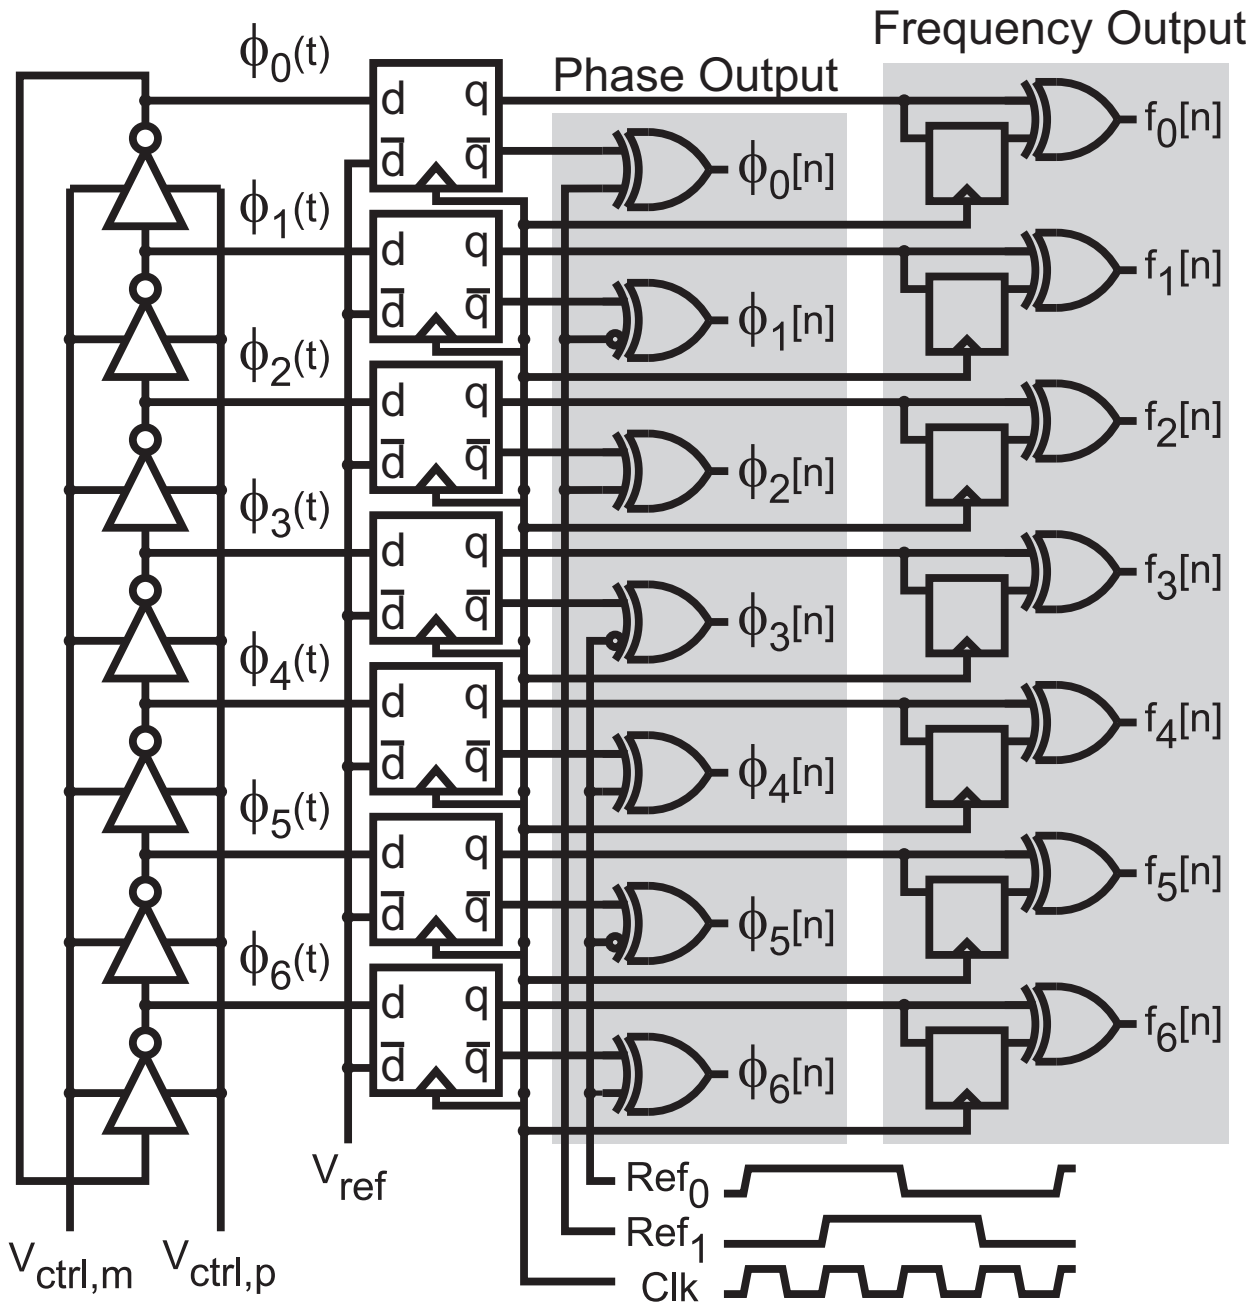 Frequency Output
Phase Output
ϕ0(t)
d q
d̅ q̅
ϕ0[n]
f0[n]
ϕ1(t)
d q
d̅ q̅
ϕ1[n]
f1[n]
ϕ2(t)
d q
d̅ q̅
ϕ2[n]
f2[n]
ϕ3(t)
d q
d̅ q̅
ϕ3[n]
f3[n]
ϕ4(t)
d q
d̅ q̅
ϕ4[n]
f4[n]
ϕ5(t)
d q
d̅ q̅
ϕ5[n]
f5[n]
ϕ6(t)
d q
d̅ q̅
ϕ6[n]
f6[n]
Vref
Ref0
Ref1
Clk
Vctrl,m
Vctrl,p